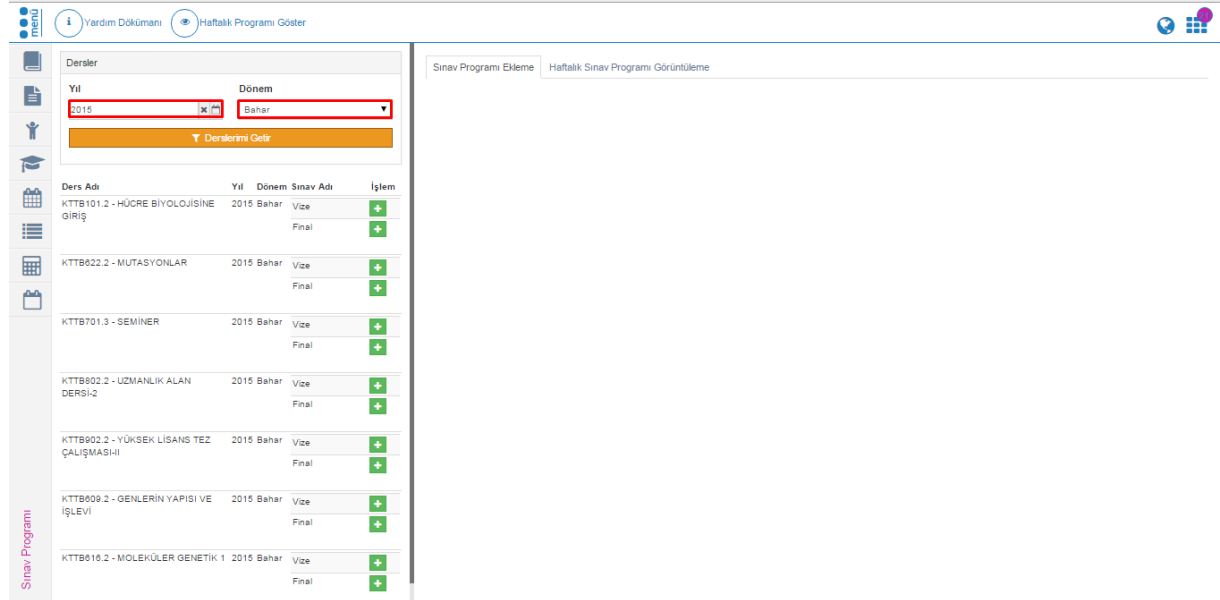 menü
Yardım Dökümanı
Haftalık Programı Göster
Dersler
Yıl Dönem
2015 Bahar
Derslerimi Getir
Sınav Programı Ekleme Haftalık Sınav Programı Görüntüleme
Ders Adı Yıl Dönem Sınav Adı İşlem
KTTB101.2 - HÜCRE BİYOLOJİSİNE 2015 Bahar Vize
GİRİŞ
Final
KTTB622.2 - MUTASYONLAR 2015 Bahar Vize
Final
KTTB701.3 - SEMİNER 2015 Bahar Vize
Final
KTTB802.2 - UZMANLIK ALAN 2015 Bahar Vize
DERSİ-2
Final
KTTB902.2 - YÜKSEK LİSANS TEZ 2015 Bahar Vize
ÇALIŞMASI-II
Final
KTTB609.2 - GENLERİN YAPISI VE 2015 Bahar Vize
İŞLEVİ
Final
KTTB616.2 - MOLEKÜLER GENETİK 1 2015 Bahar Vize
Final
Sınav Programı